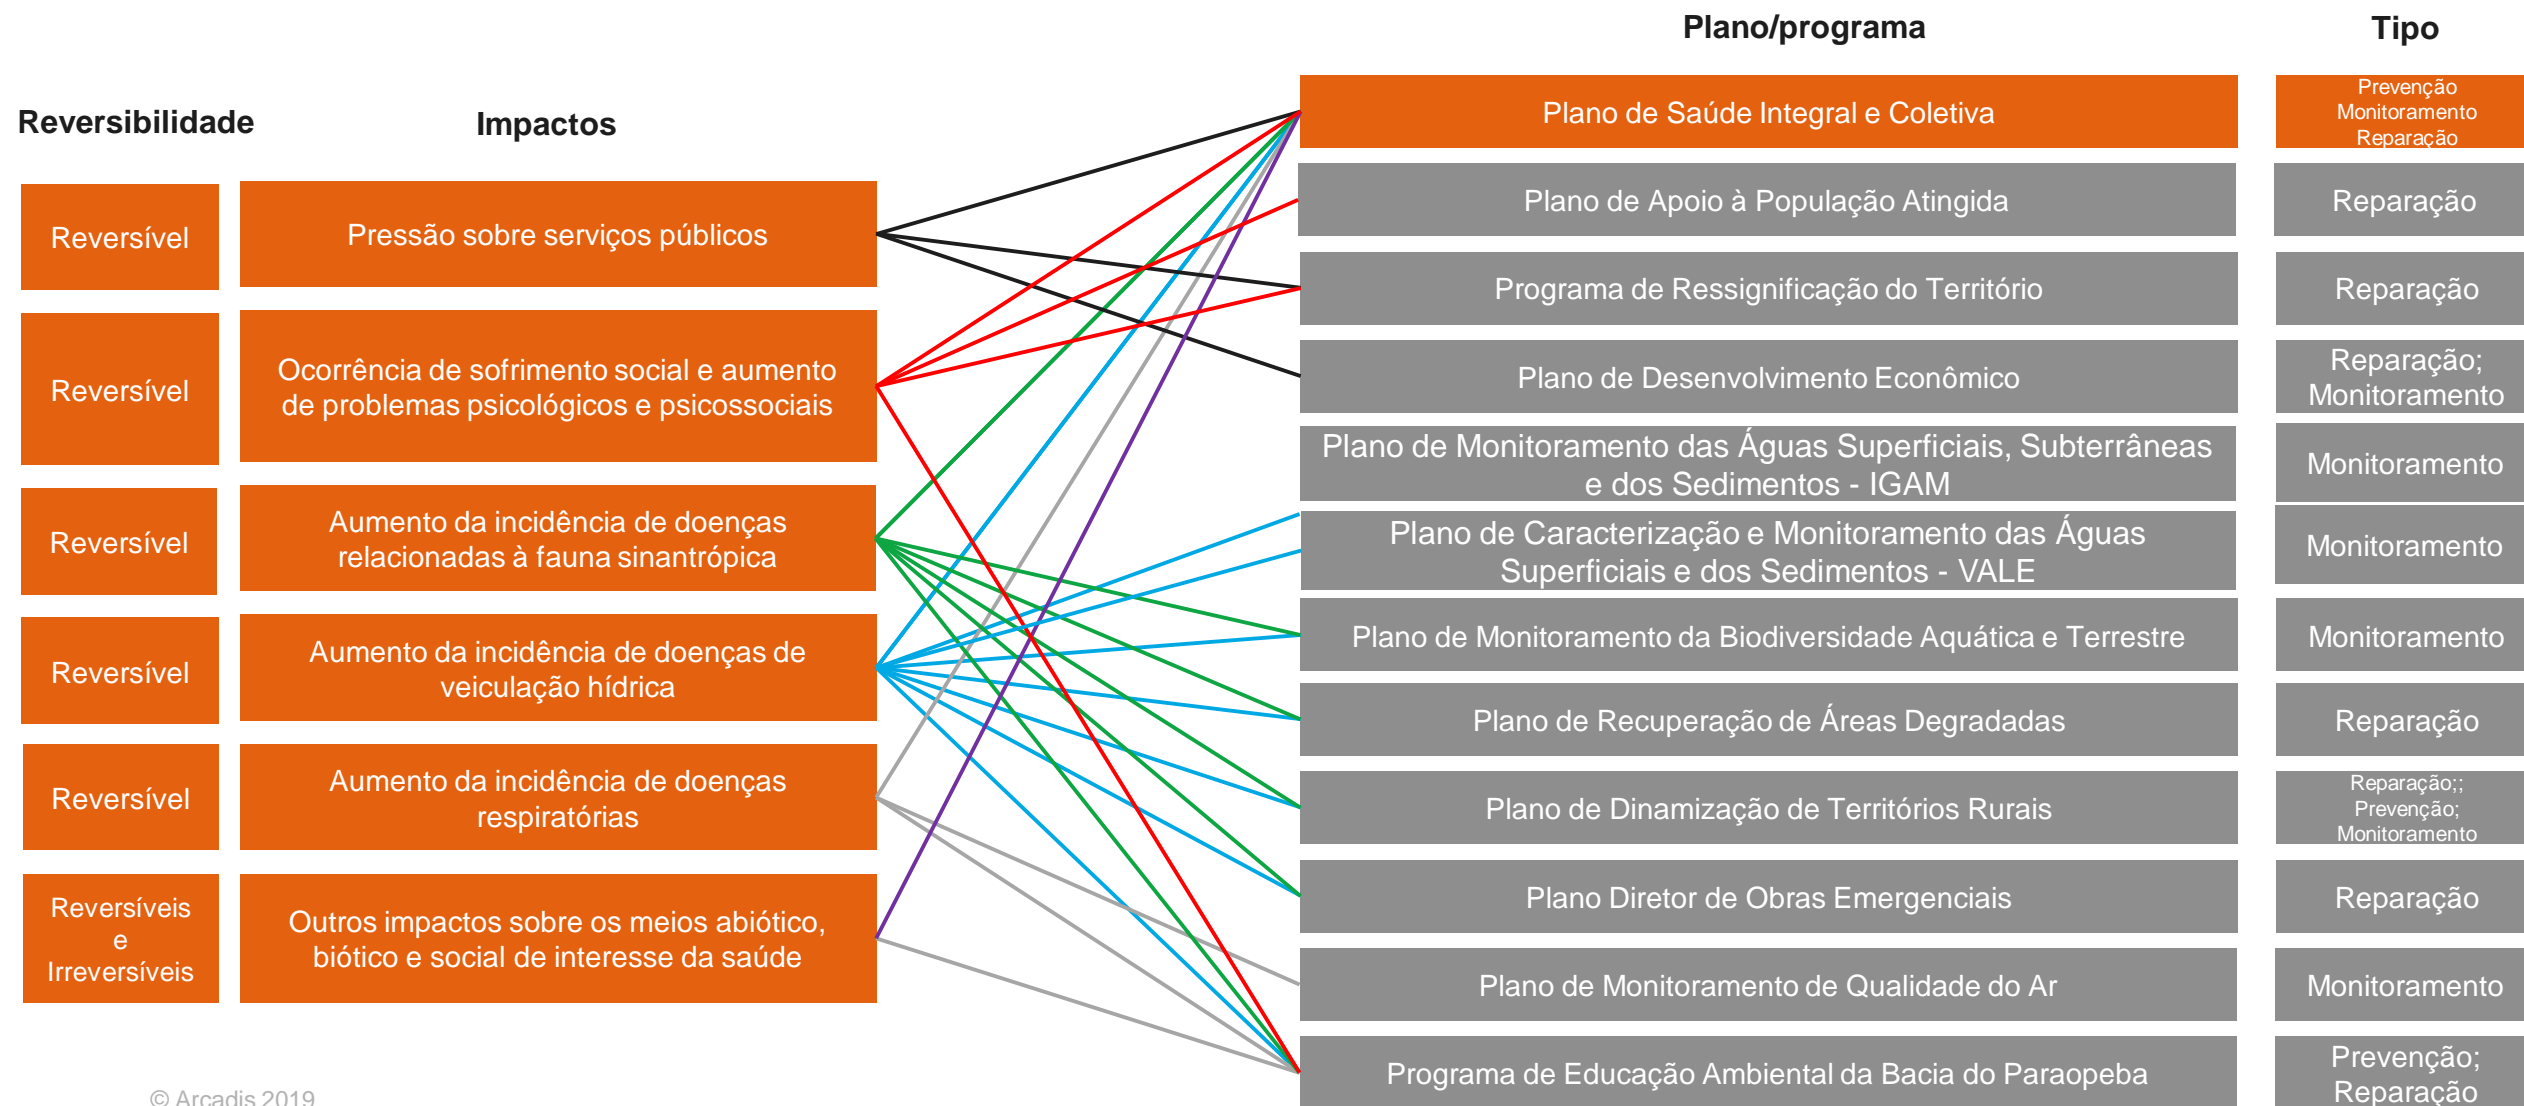 Plano/programa
Tipo
Reversibilidade
Impactos
Reversível
Pressão sobre serviços públicos
Reversível
Ocorrência de sofrimento social e aumento
de problemas psicológicos e psicossociais
Reversível
Aumento da incidência de doenças
relacionadas à fauna sinantrópica
Reversível
Aumento da incidência de doenças de
veiculação hídrica
Reversível
Aumento da incidência de doenças
respiratórias
Reversíveis
e
Irreversíveis
Outros impactos sobre os meios abiótico,
biótico e social de interesse da saúde
Plano de Saúde Integral e Coletiva
Prevenção
Monitoramento
Reparação
Plano de Apoio à População Atingida
Reparação
Programa de Ressignificação do Território
Reparação
Plano de Desenvolvimento Econômico
Reparação;
Monitoramento
Plano de Monitoramento das Águas Superficiais, Subterrâneas
e dos Sedimentos - IGAM
Monitoramento
Plano de Caracterização e Monitoramento das Águas
Superficiais e dos Sedimentos - VALE
Monitoramento
Plano de Monitoramento da Biodiversidade Aquática e Terrestre
Monitoramento
Plano de Recuperação de Áreas Degradadas
Reparação
Plano de Dinamização de Territórios Rurais
Reparação;;
Prevenção;
Monitoramento
Plano Diretor de Obras Emergenciais
Reparação
Plano de Monitoramento de Qualidade do Ar
Monitoramento
Programa de Educação Ambiental da Bacia do Paraopeba
Prevenção;
Reparação
© Arcadis 2019